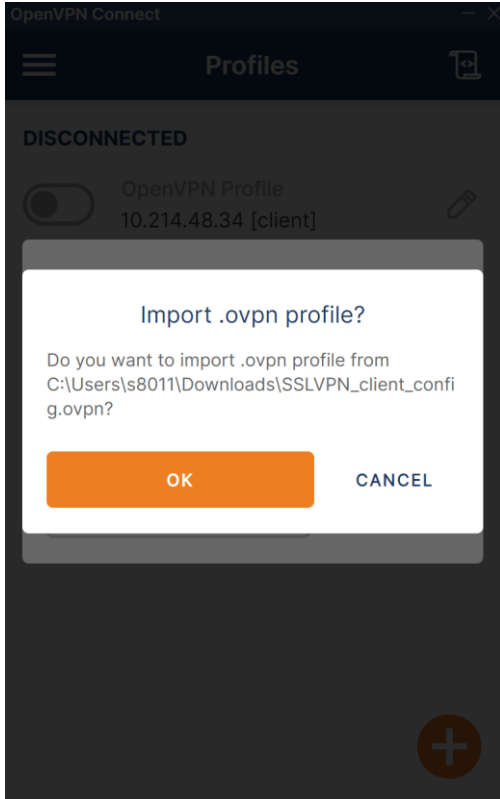 OpenVPN Connect
Profiles
DISCONNECTED
OpenVPN Profile
10.214.48.34 [client]
Import .ovpn profile?
Do you want to import .ovpn profile from
C:\Users\s8011\Downloads\SSLVPN_client_confi
g.ovpn?
OK
CANCEL